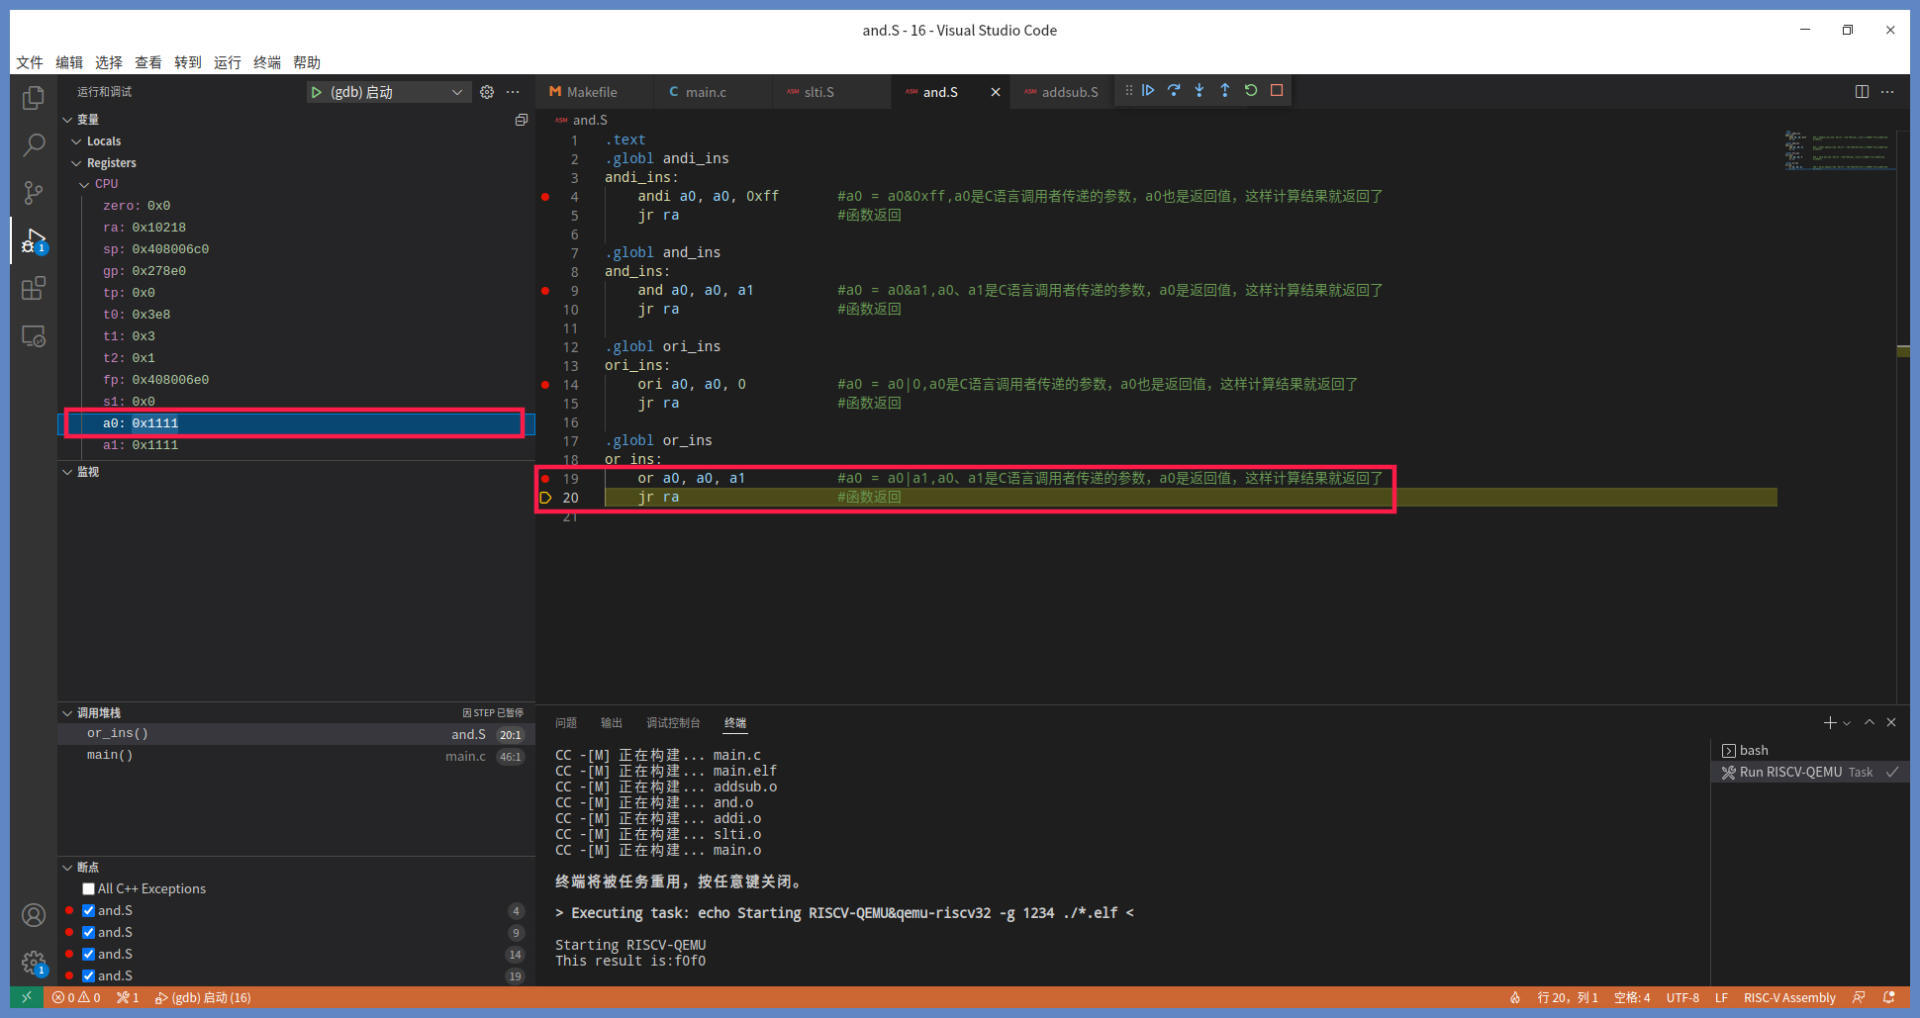 and.S - 16 - Visual Studio Code
文件 编辑 选择 查看 转到 运行 终端 帮助
运行和调试
(gdb) 启动
Makefile
main.c
slti.S
and.S
addsub.S
变量
Locals
Registers
CPU
zero: 0x0
ra: 0x10218
sp: 0x408006c0
gp: 0x278e0
tp: 0x0
t0: 0x3e8
t1: 0x3
t2: 0x1
fp: 0x408006e0
s1: 0x0
a0: 0x1111
a1: 0x1111
监视
调用堆栈 因 STEP 已暂停
or_ins() and.S 20:1
main() main.c 46:1
断点
All C++ Exceptions
and.S 4
and.S 9
and.S 14
and.S 19
and.S
1 .text
2 .globl andi_ins
3 andi_ins:
4 andi a0, a0, 0xff #a0 = a0&0xff,a0是C语言调用者传递的参数，a0也是返回值，这样计算结果就返回了
5 jr ra #函数返回
6
7 .globl and_ins
8 and_ins:
9 and a0, a0, a1 #a0 = a0&a1,a0、a1是C语言调用者传递的参数，a0是返回值，这样计算结果就返回了
10 jr ra #函数返回
11
12 .globl ori_ins
13 ori_ins:
14 ori a0, a0, 0 #a0 = a0|0,a0是C语言调用者传递的参数，a0也是返回值，这样计算结果就返回了
15 jr ra #函数返回
16
17 .globl or_ins
18 or_ins:
19 or a0, a0, a1 #a0 = a0|a1,a0、a1是C语言调用者传递的参数，a0是返回值，这样计算结果就返回了
20 jr ra #函数返回
21
问题 输出 调试控制台 终端
CC -[M] 正在构建... main.c
CC -[M] 正在构建... main.elf
CC -[M] 正在构建... addsub.o
CC -[M] 正在构建... and.o
CC -[M] 正在构建... addi.o
CC -[M] 正在构建... slti.o
CC -[M] 正在构建... main.o
终端将被任务重用，按任意键关闭。
> Executing task: echo Starting RISCV-QEMU&qemu-riscv32 -g 1234 ./*.elf <
Starting RISCV-QEMU
This result is:f0f0
bash
Run RISCV-QEMU Task
0 0 1 (gdb) 启动 (16)
行 20，列 1 空格: 4 UTF-8 LF RISC-V Assembly